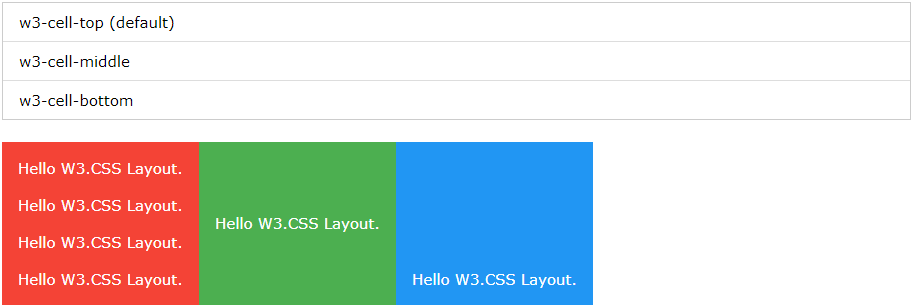 w3-cell-top (default)
w3-cell-middle
w3-cell-bottom
Hello W3.CSS Layout.
Hello W3.CSS Layout.
Hello W3.CSS Layout.
Hello W3.CSS Layout.
Hello W3.CSS Layout.
Hello W3.CSS Layout.